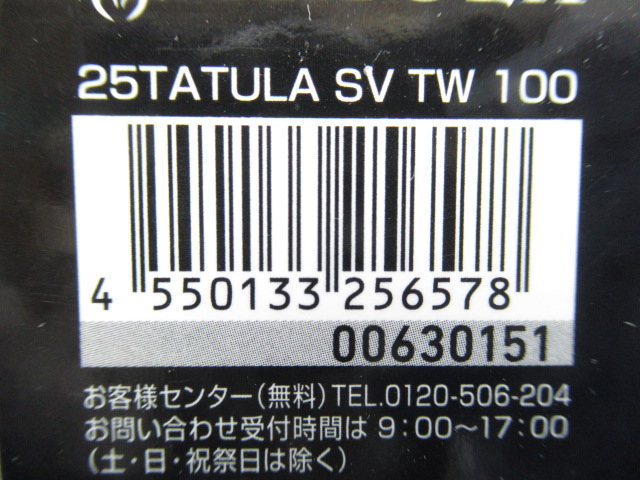 25TATULA SV TW 100
4 550133 256578
00630151
お客様センター(無料)TEL.0120-506-204
お問い合わせ受付時間は 9:00~17:00
(土・日・祝祭日は除く)